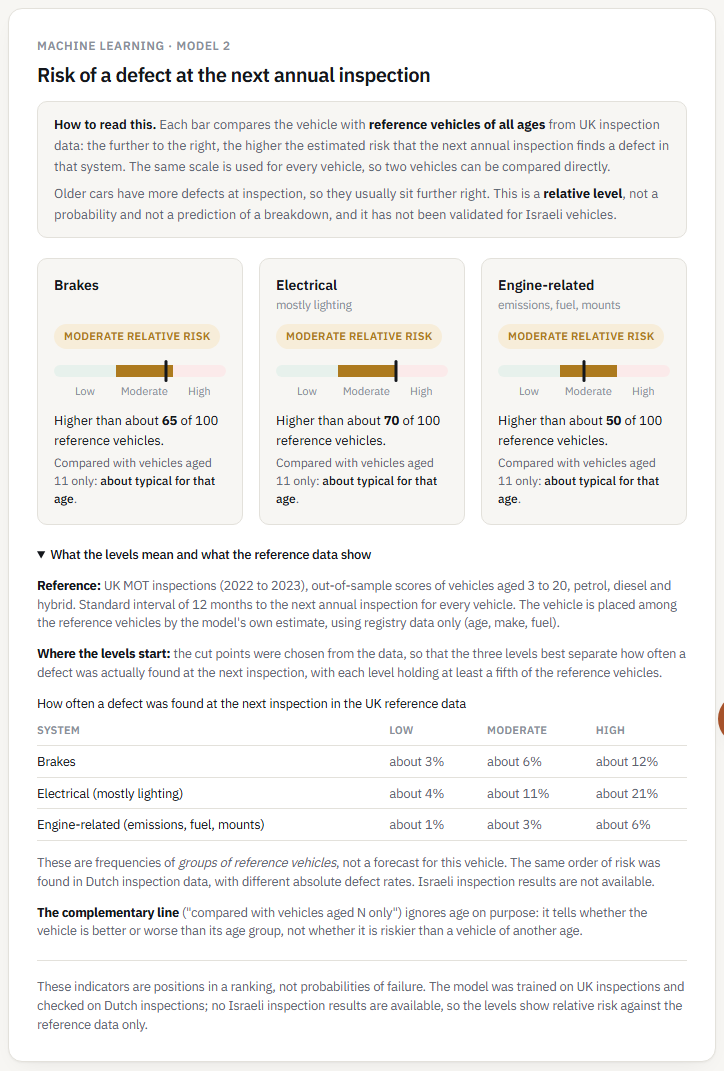 MACHINE LEARNING · MODEL 2
Risk of a defect at the next annual inspection
How to read this. Each bar compares the vehicle with reference vehicles of all ages from UK inspection
data: the further to the right, the higher the estimated risk that the next annual inspection finds a defect in
that system. The same scale is used for every vehicle, so two vehicles can be compared directly.
Older cars have more defects at inspection, so they usually sit further right. This is a relative level, not a
probability and not a prediction of a breakdown, and it has not been validated for Israeli vehicles.
Brakes
MODERATE RELATIVE RISK
Low Moderate High
Higher than about 65 of 100
reference vehicles.
Compared with vehicles aged
11 only: about typical for that
age.
Electrical
mostly lighting
MODERATE RELATIVE RISK
Low Moderate High
Higher than about 70 of 100
reference vehicles.
Compared with vehicles aged
11 only: about typical for that
age.
Engine-related
emissions, fuel, mounts
MODERATE RELATIVE RISK
Low Moderate High
Higher than about 50 of 100
reference vehicles.
Compared with vehicles aged
11 only: about typical for that
age.
▼ What the levels mean and what the reference data show
Reference: UK MOT inspections (2022 to 2023), out-of-sample scores of vehicles aged 3 to 20, petrol, diesel and
hybrid. Standard interval of 12 months to the next annual inspection for every vehicle. The vehicle is placed among
the reference vehicles by the model's own estimate, using registry data only (age, make, fuel).
Where the levels start: the cut points were chosen from the data, so that the three levels best separate how often a
defect was actually found at the next inspection, with each level holding at least a fifth of the reference vehicles.
How often a defect was found at the next inspection in the UK reference data
SYSTEM LOW MODERATE HIGH
Brakes about 3% about 6% about 12%
Electrical (mostly lighting) about 4% about 11% about 21%
Engine-related (emissions, fuel, mounts) about 1% about 3% about 6%
These are frequencies of groups of reference vehicles, not a forecast for this vehicle. The same order of risk was
found in Dutch inspection data, with different absolute defect rates. Israeli inspection results are not available.
The complementary line ("compared with vehicles aged N only") ignores age on purpose: it tells whether the
vehicle is better or worse than its age group, not whether it is riskier than a vehicle of another age.
These indicators are positions in a ranking, not probabilities of failure. The model was trained on UK inspections and
checked on Dutch inspections; no Israeli inspection results are available, so the levels show relative risk against the
reference data only.